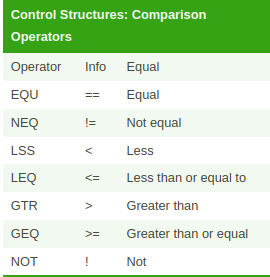 Control Structures: Comparison
Operators
Operator Info Equal
EQU == Equal
NEQ != Not equal
LSS < Less
LEQ <= Less than or equal to
GTR > Greater than
GEQ >= Greater than or equal
NOT ! Not